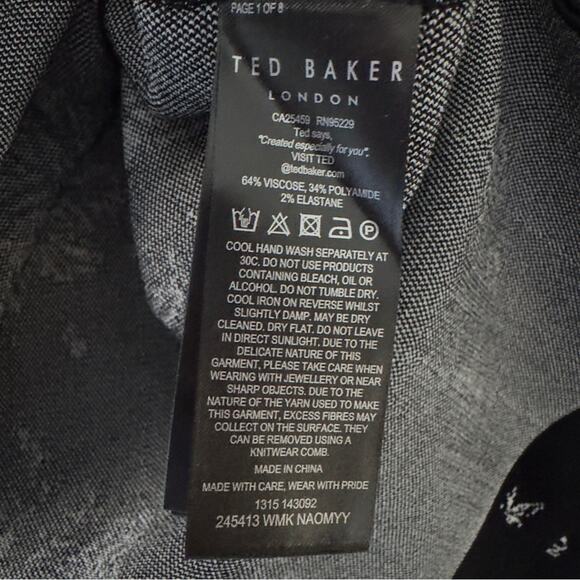 PAGE 1 OF 8
TED BAKER
LONDON
CA25459 RN95229
Ted says,
"Created especially for you".
VISIT TED
@tedbaker.com
64% VISCOSE, 34% POLYAMIDE
2% ELASTANE
COOL HAND WASH SEPARATELY AT
30C. DO NOT USE PRODUCTS
CONTAINING BLEACH, OIL OR
ALCOHOL. DO NOT TUMBLE DRY.
COOL IRON ON REVERSE WHILST
SLIGHTLY DAMP. MAY BE DRY
CLEANED. DRY FLAT. DO NOT LEAVE
IN DIRECT SUNLIGHT. DUE TO THE
DELICATE NATURE OF THIS
GARMENT, PLEASE TAKE CARE WHEN
WEARING WITH JEWELLERY OR NEAR
SHARP OBJECTS. DUE TO THE
NATURE OF THE YARN USED TO MAKE
THIS GARMENT, EXCESS FIBRES MAY
COLLECT ON THE SURFACE. THEY
CAN BE REMOVED USING A
KNITWEAR COMB.
MADE IN CHINA
MADE WITH CARE, WEAR WITH PRIDE
1315 143092
245413 WMK NAOMYY